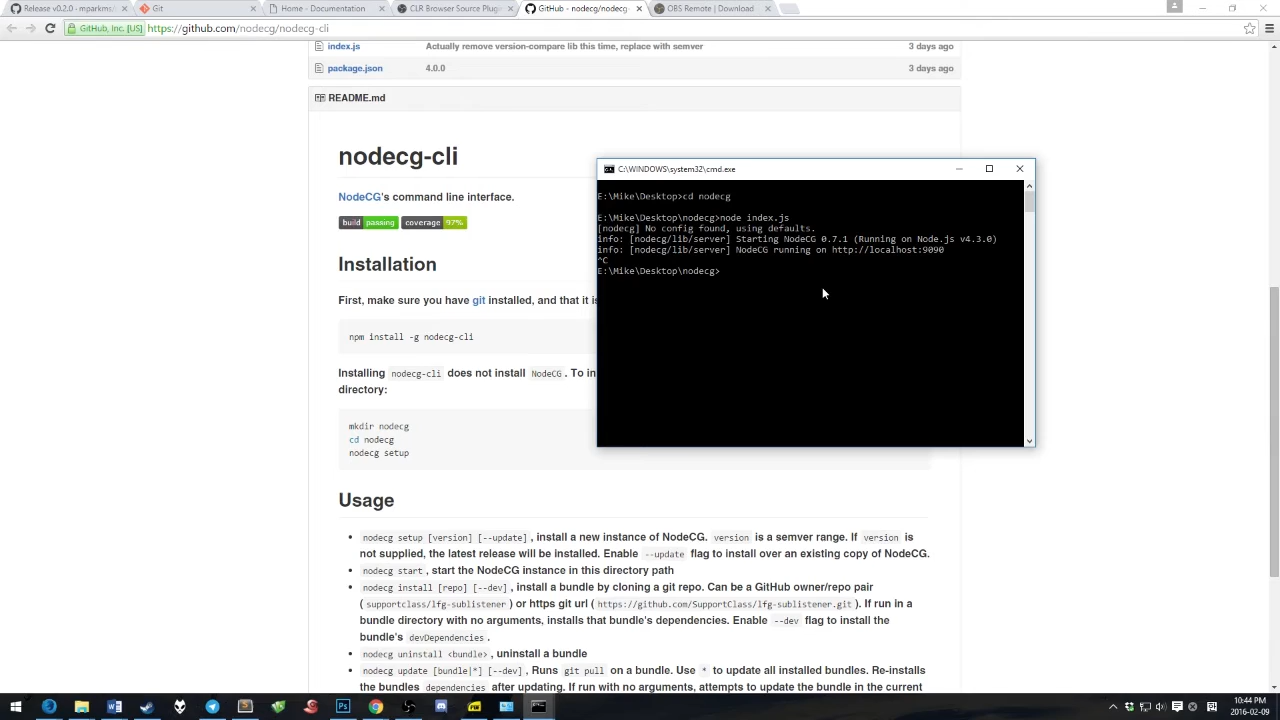 Release v0.2.0 - mparkms
Git
Home - Documentation
CLR Browser Source Plugin
GitHub - nodecg/nodecg-
OBS Remote | Download
GitHub, Inc. [US] https://github.com/nodecg/nodecg-cli
index.js Actually remove version-compare lib this time, replace with semver 3 days ago
package.json 4.0.0 3 days ago
README.md
nodecg-cli
NodeCG's command line interface.
build passing coverage 97%
Installation
First, make sure you have git installed, and that it is
npm install -g nodecg-cli
Installing nodecg-cli does not install NodeCG. To in
directory:
mkdir nodecg
cd nodecg
nodecg setup
C:\WINDOWS\system32\cmd.exe
E:\Mike\Desktop>cd nodecg
E:\Mike\Desktop\nodecg>node index.js
[nodecg] No config found, using defaults.
info: [nodecg/lib/server] Starting NodeCG 0.7.1 (Running on Node.js v4.3.0)
info: [nodecg/lib/server] NodeCG running on http://localhost:9090
^C
E:\Mike\Desktop\nodecg>
Usage
• nodecg setup [version] [--update] , install a new instance of NodeCG. version is a semver range. If version is
not supplied, the latest release will be installed. Enable --update flag to install over an existing copy of NodeCG.
• nodecg start , start the NodeCG instance in this directory path
• nodecg install [repo] [--dev] , install a bundle by cloning a git repo. Can be a GitHub owner/repo pair
( supportclass/lfg-sublistener ) or https git url ( https://github.com/SupportClass/lfg-sublistener.git ). If run in a
bundle directory with no arguments, installs that bundle's dependencies. Enable --dev flag to install the
bundle's devDependencies .
• nodecg uninstall <bundle> , uninstall a bundle
• nodecg update [bundle|*] [--dev] , Runs git pull on a bundle. Use * to update all installed bundles. Re-installs
the bundles dependencies after updating. If run with no arguments, attempts to update the bundle in the current
10:44 PM
2016-02-09